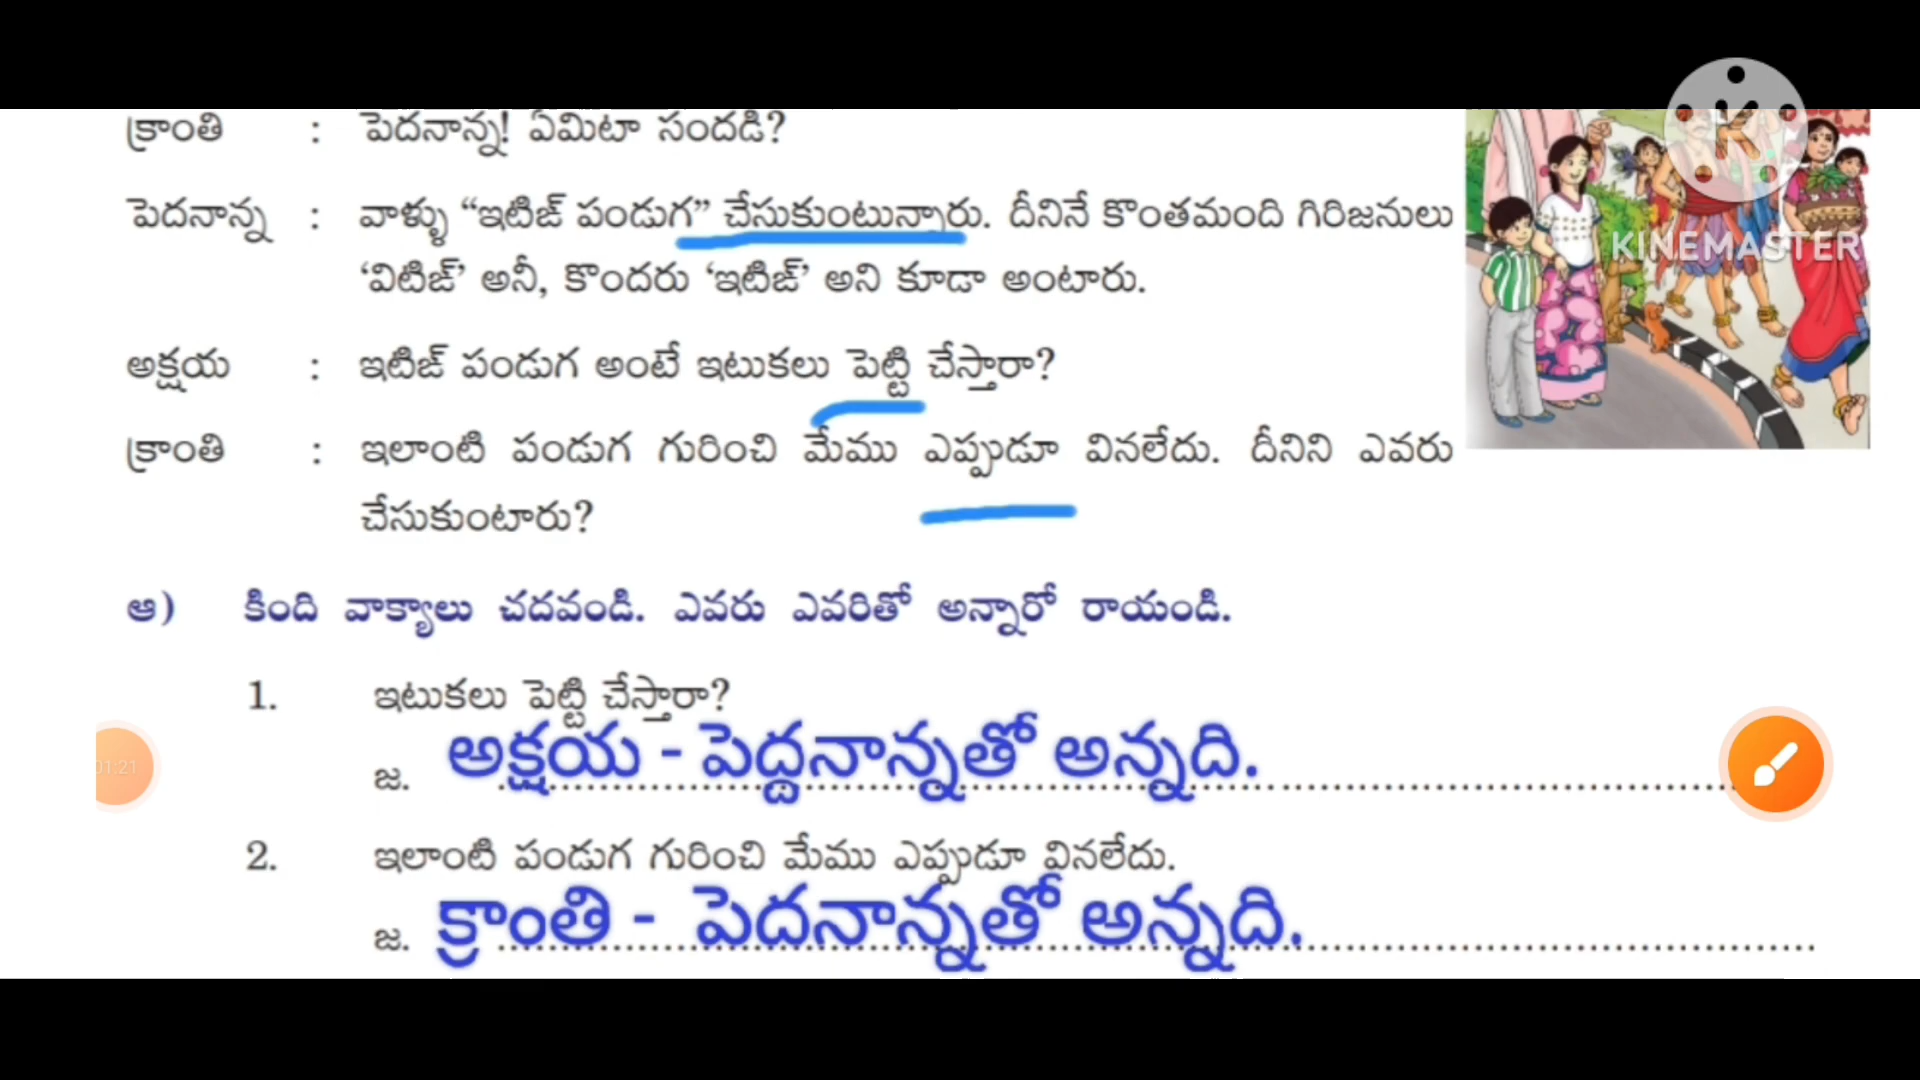 క్రాంతి : పెదనాన్న! ఏమిటా సందడి?
పెదనాన్న : వాళ్ళు “ఇటిజ్ పండుగ” చేసుకుంటున్నారు. దీనినే కొంతమంది గిరిజనులు
‘విటిజ్’ అనీ, కొందరు ‘ఇటిజ్’ అని కూడా అంటారు.
అక్షయ : ఇటిజ్ పండుగ అంటే ఇటుకలు పెట్టి చేస్తారా?
క్రాంతి : ఇలాంటి పండుగ గురించి మేము ఎప్పుడూ వినలేదు. దీనిని ఎవరు
చేసుకుంటారు?
ఆ) కింది వాక్యాలు చదవండి. ఎవరు ఎవరితో అన్నారో రాయండి.
1. ఇటుకలు పెట్టి చేస్తారా?
జ. అక్షయ - పెద్దనాన్నతో అన్నది.
2. ఇలాంటి పండుగ గురించి మేము ఎప్పుడూ వినలేదు.
జ. క్రాంతి - పెదనాన్నతో అన్నది.
KINEMASTER
01:21